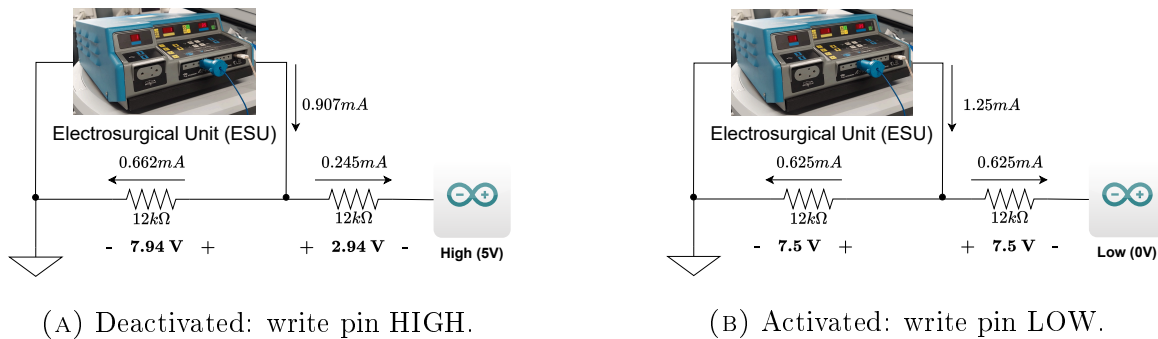 0.907mA
Electrosurgical Unit (ESU)
0.662mA
0.245mA
12kΩ
12kΩ
- 7.94 V +
+ 2.94 V -
High (5V)
(A) Deactivated: write pin HIGH.
1.25mA
Electrosurgical Unit (ESU)
0.625mA
0.625mA
12kΩ
12kΩ
- 7.5 V +
+ 7.5 V -
Low (0V)
(B) Activated: write pin LOW.